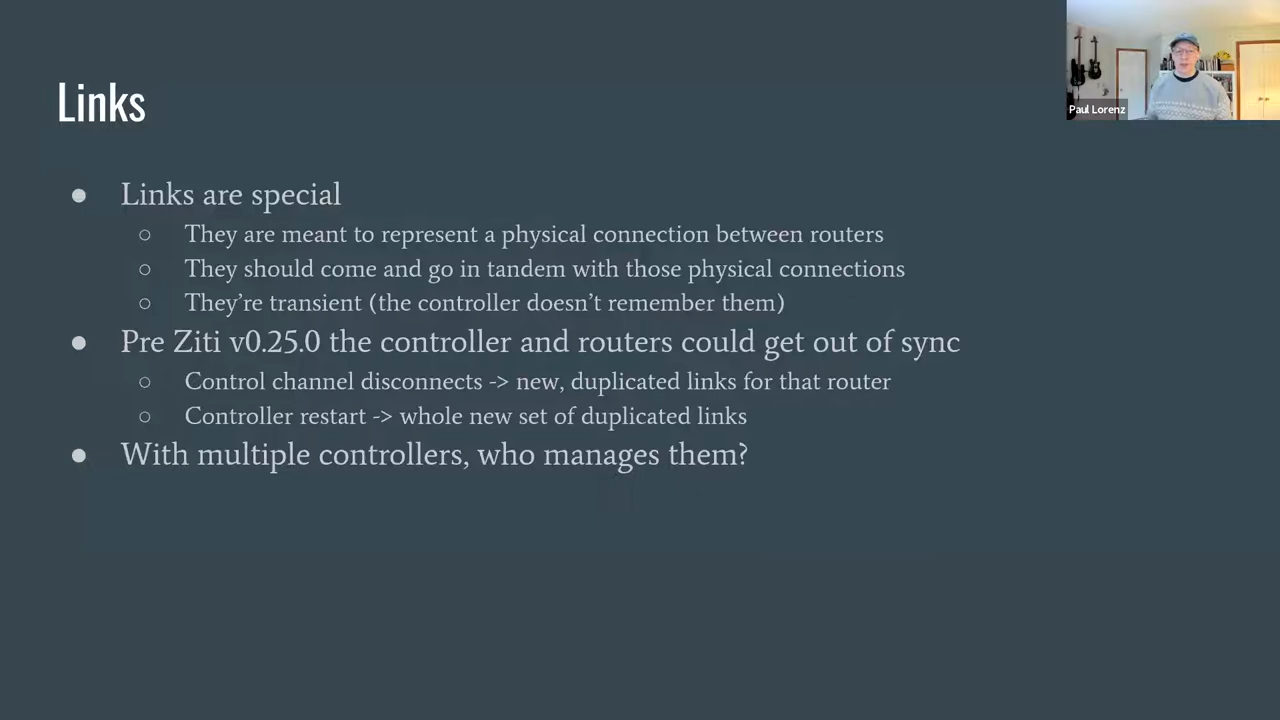 Links
Paul Lorenz
● Links are special
○ They are meant to represent a physical connection between routers
○ They should come and go in tandem with those physical connections
○ They're transient (the controller doesn't remember them)
● Pre Ziti v0.25.0 the controller and routers could get out of sync
○ Control channel disconnects -> new, duplicated links for that router
○ Controller restart -> whole new set of duplicated links
● With multiple controllers, who manages them?